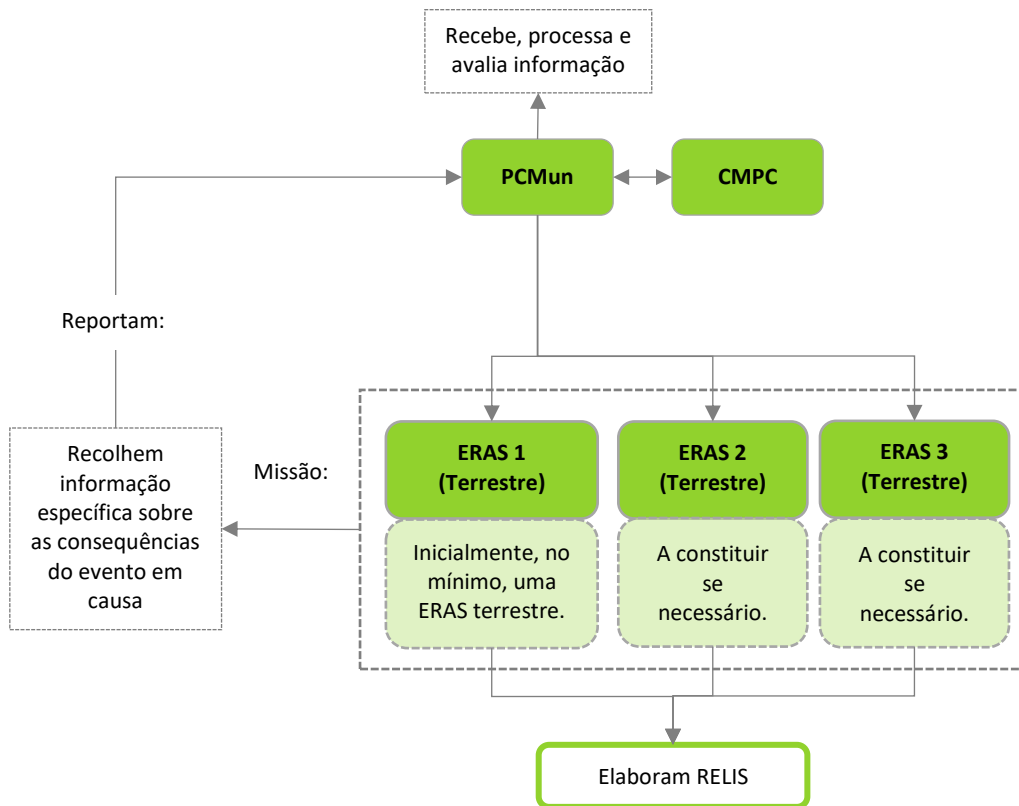 Recebe, processa e
avalia informação
PCMun
CMPC
Reportam:
Recolhem
informação
específica sobre
as consequências
do evento em
causa
Missão:
ERAS 1
(Terrestre)
Inicialmente, no
mínimo, uma
ERAS terrestre.
ERAS 2
(Terrestre)
A constituir
se
necessário.
ERAS 3
(Terrestre)
A constituir
se
necessário.
Elaboram RELIS